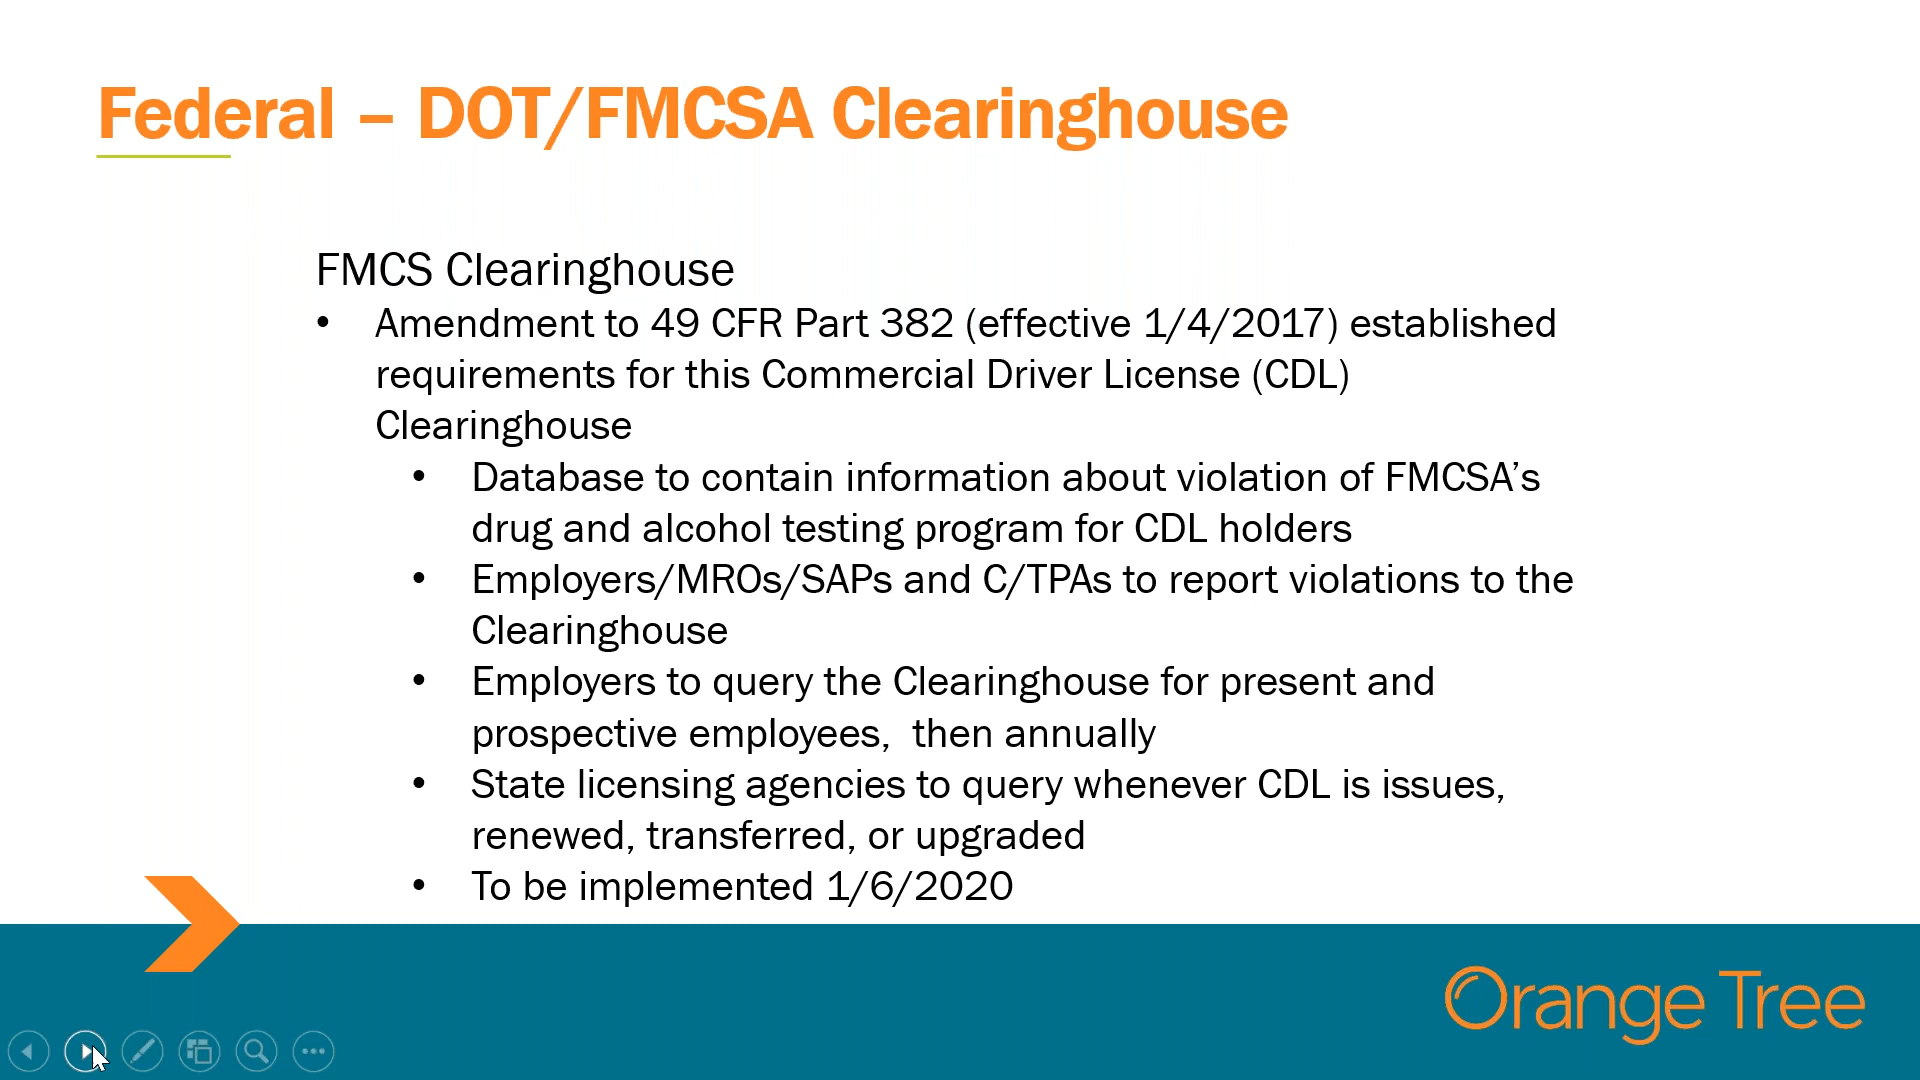 Federal – DOT/FMCSA Clearinghouse
FMCS Clearinghouse
• Amendment to 49 CFR Part 382 (effective 1/4/2017) established
requirements for this Commercial Driver License (CDL)
Clearinghouse
• Database to contain information about violation of FMCSA’s
drug and alcohol testing program for CDL holders
• Employers/MROs/SAPs and C/TPAs to report violations to the
Clearinghouse
• Employers to query the Clearinghouse for present and
prospective employees,  then annually
• State licensing agencies to query whenever CDL is issues,
renewed, transferred, or upgraded
• To be implemented 1/6/2020
Orange Tree